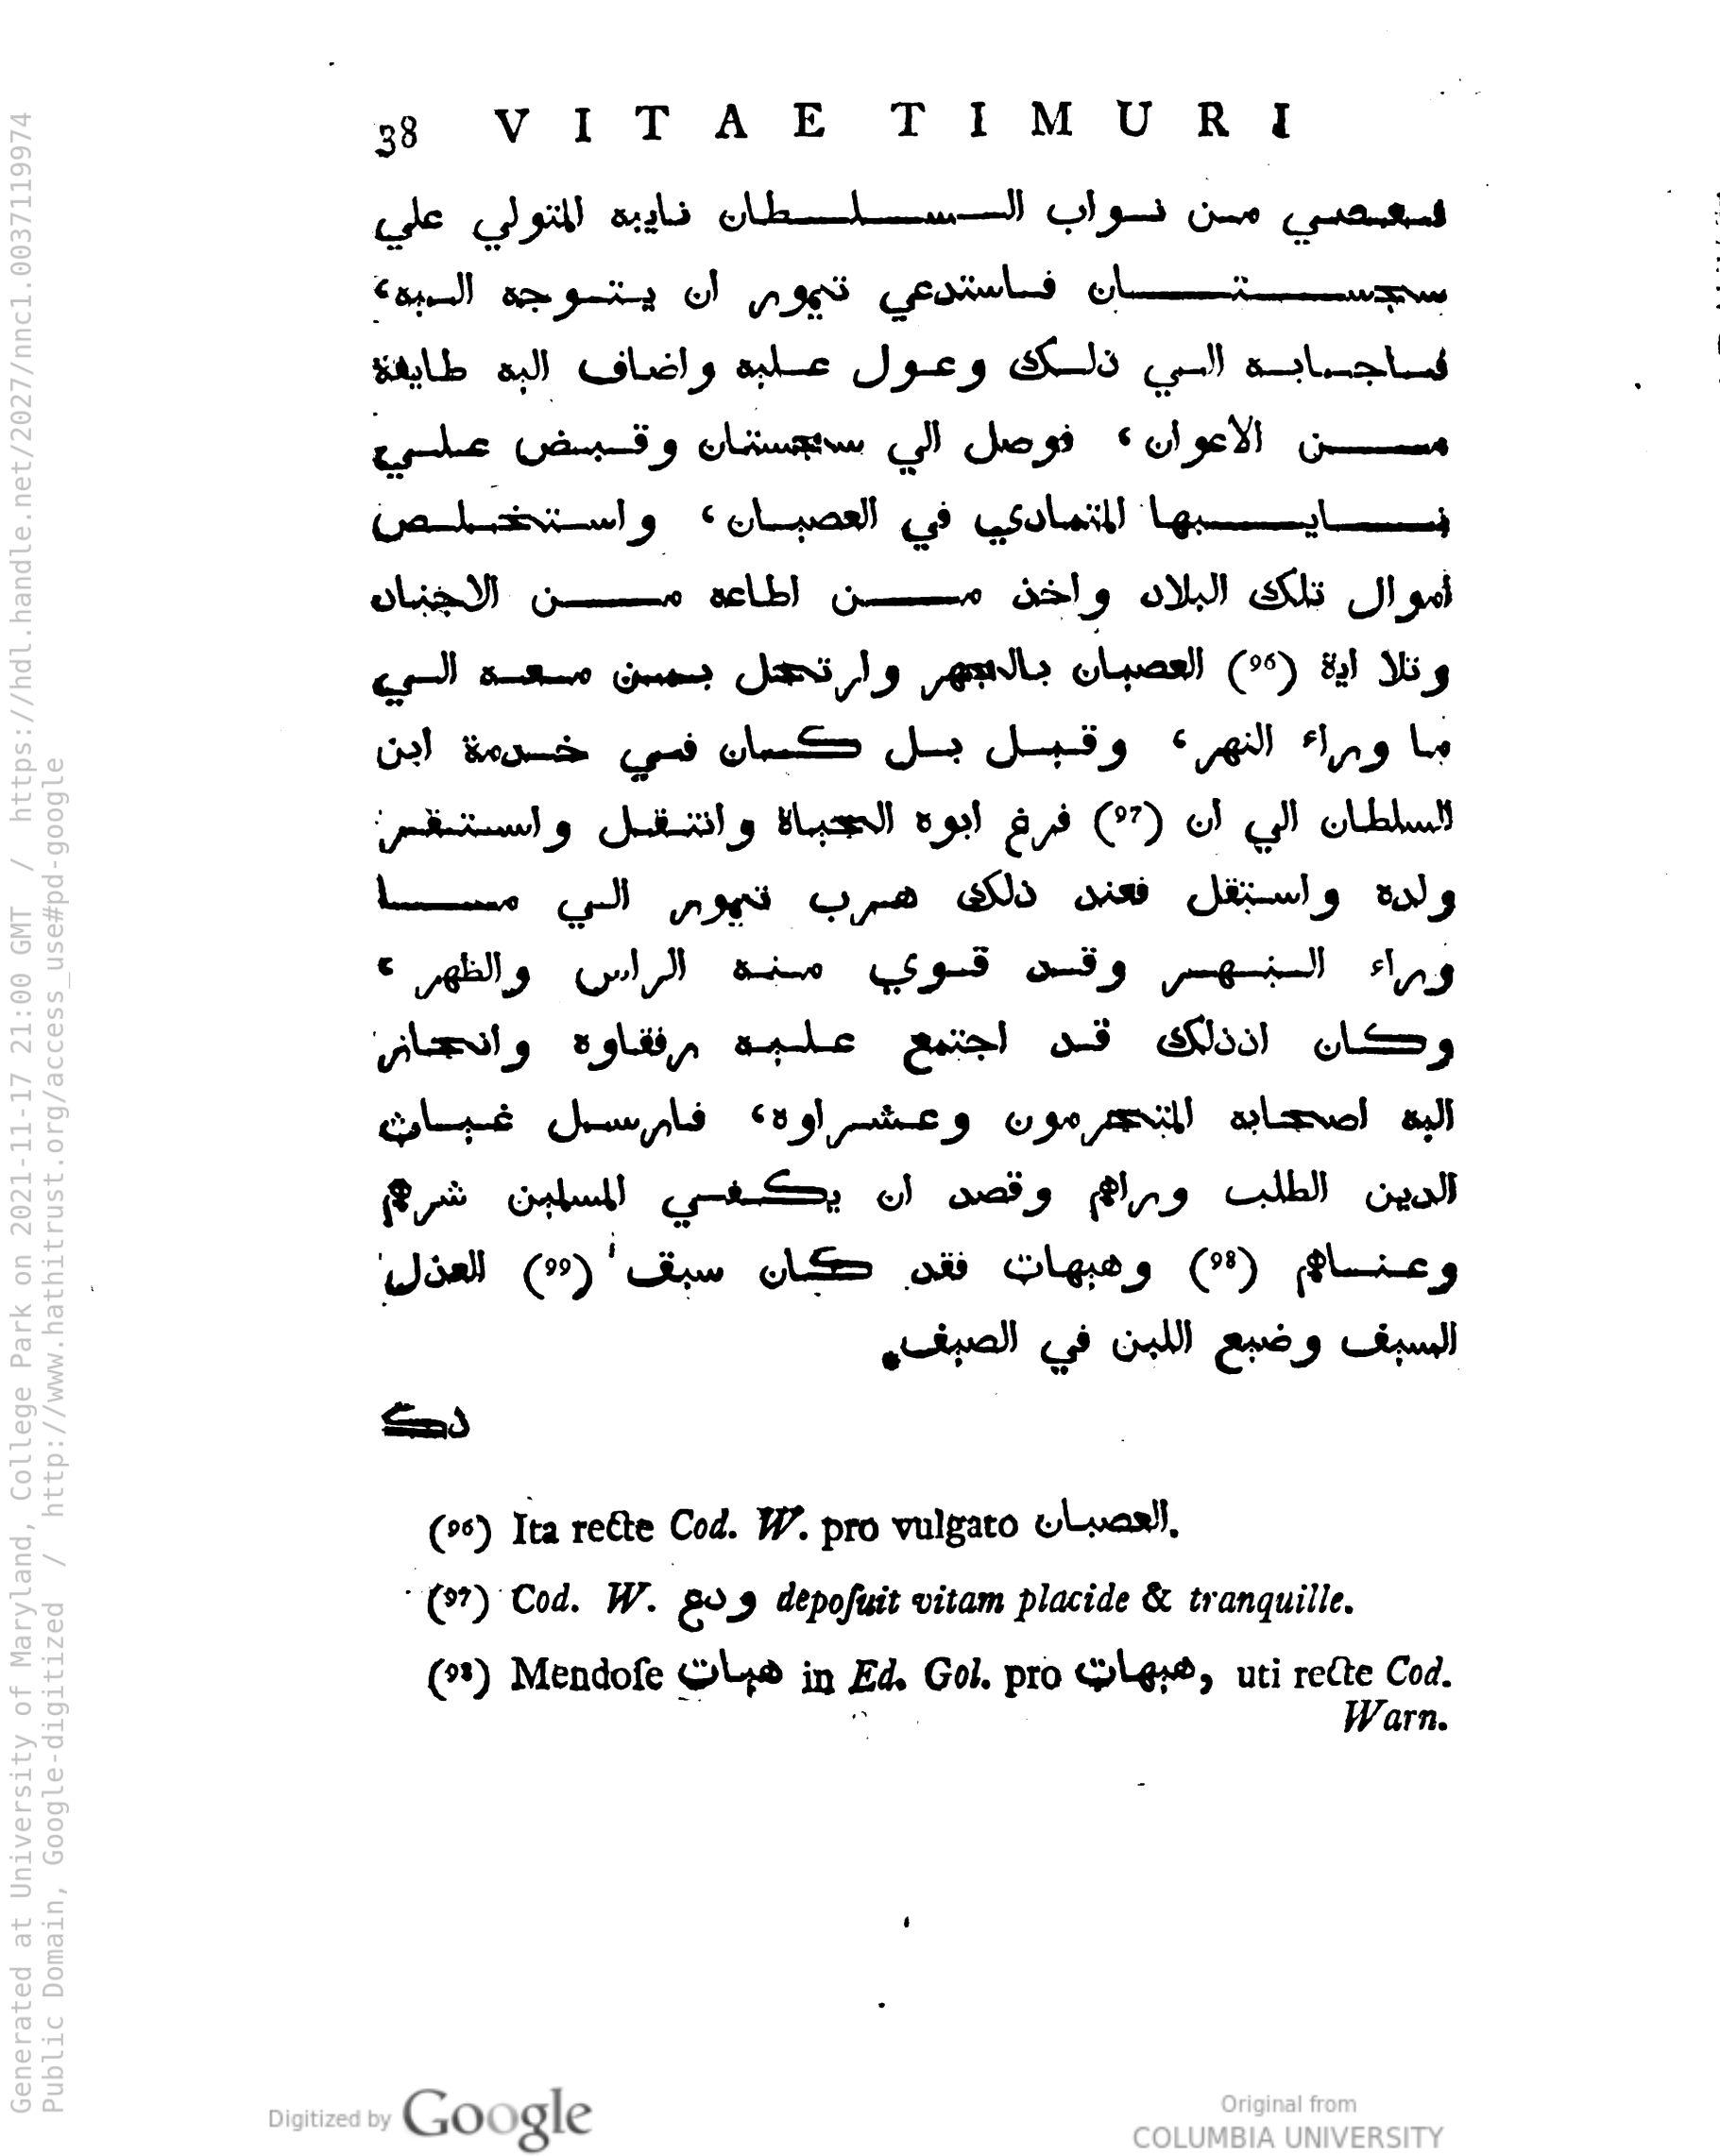 38 VITAE TIMURI
فعصي من نواب السلطان نايبه المتولي علي
سجستان فاستدعي تيمور ان يتوجه اليه،
فاجابه الي ذلك وعول عليه واضاف اليه طايفة
من الاعوان، فوصل الي سجستان وقبض علي
نايبها المتمادي في العصيان، واستخلص
اموال تلك البلاد واخذ من اطاعه من الاجناد
وتلا اية (96) العصيان بالجهر وارتحل بمن معه الي
ما وراء النهر، وقيل بل كان في خدمة ابن
السلطان الي ان (97) فرغ ابوه الحياة وانتقل واستقر
ولده واستقل فعند ذلك هرب تيمور الي ما
وراء النهر وقد قوي منه الراس والظهر،
وكان اذذلك قد اجتمع عليه رفقاوه وانحاز
اليه اصحابه المتحرمون وعشراوه، فارسل غياث
الدين الطلب وراهم وقصد ان يكفي المسلمين شرهم
وعناهم (98) وهيهات فقد كان سبق (99) العذل
السيف وضيع اللبن في الصيف.
دك
(96) Ita recte Cod. W. pro vulgato العصيان.
(97) Cod. W. ودع deposuit vitam placide & tranquille.
(98) Mendose هيات in Ed. Gol. pro هيهات, uti recte Cod.
Warn.
Generated at University of Maryland, College Park on 2021-11-17 21:00 GMT / https://hdl.handle.net/2027/nnc1.0037119974
Public Domain, Google-digitized / http://www.hathitrust.org/access_use#pd-google
Digitized by Google
Original from
COLUMBIA UNIVERSITY